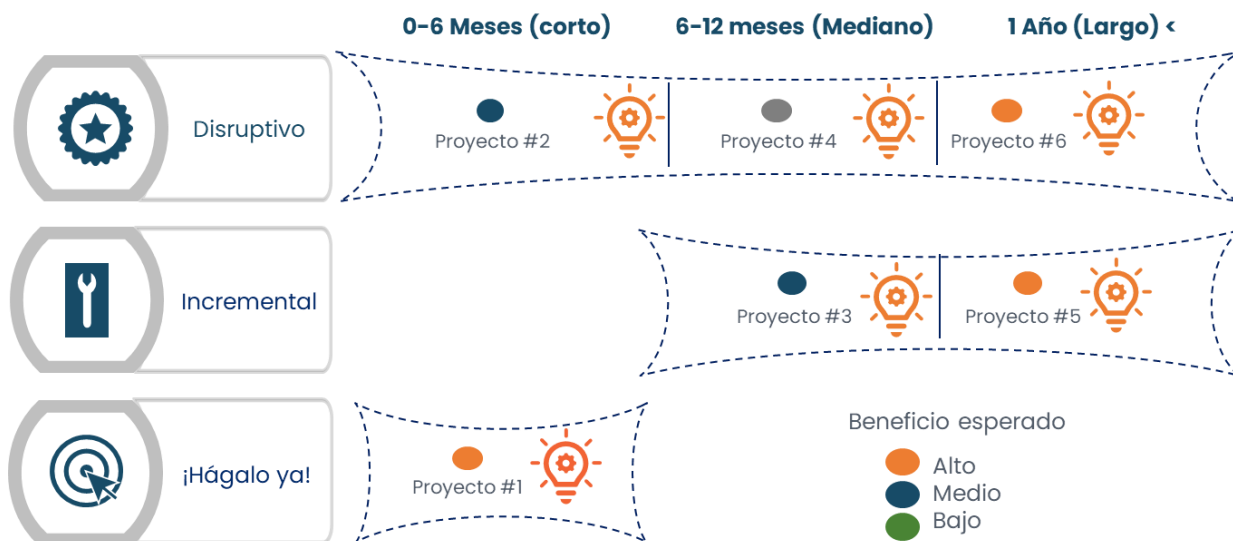 0-6 Meses (corto)
6-12 meses (Mediano)
1 Año (Largo) <
Disruptivo
Proyecto #2
Proyecto #4
Proyecto #6
Incremental
Proyecto #3
Proyecto #5
¡Hágalo ya!
Proyecto #1
Beneficio esperado
Alto
Medio
Bajo